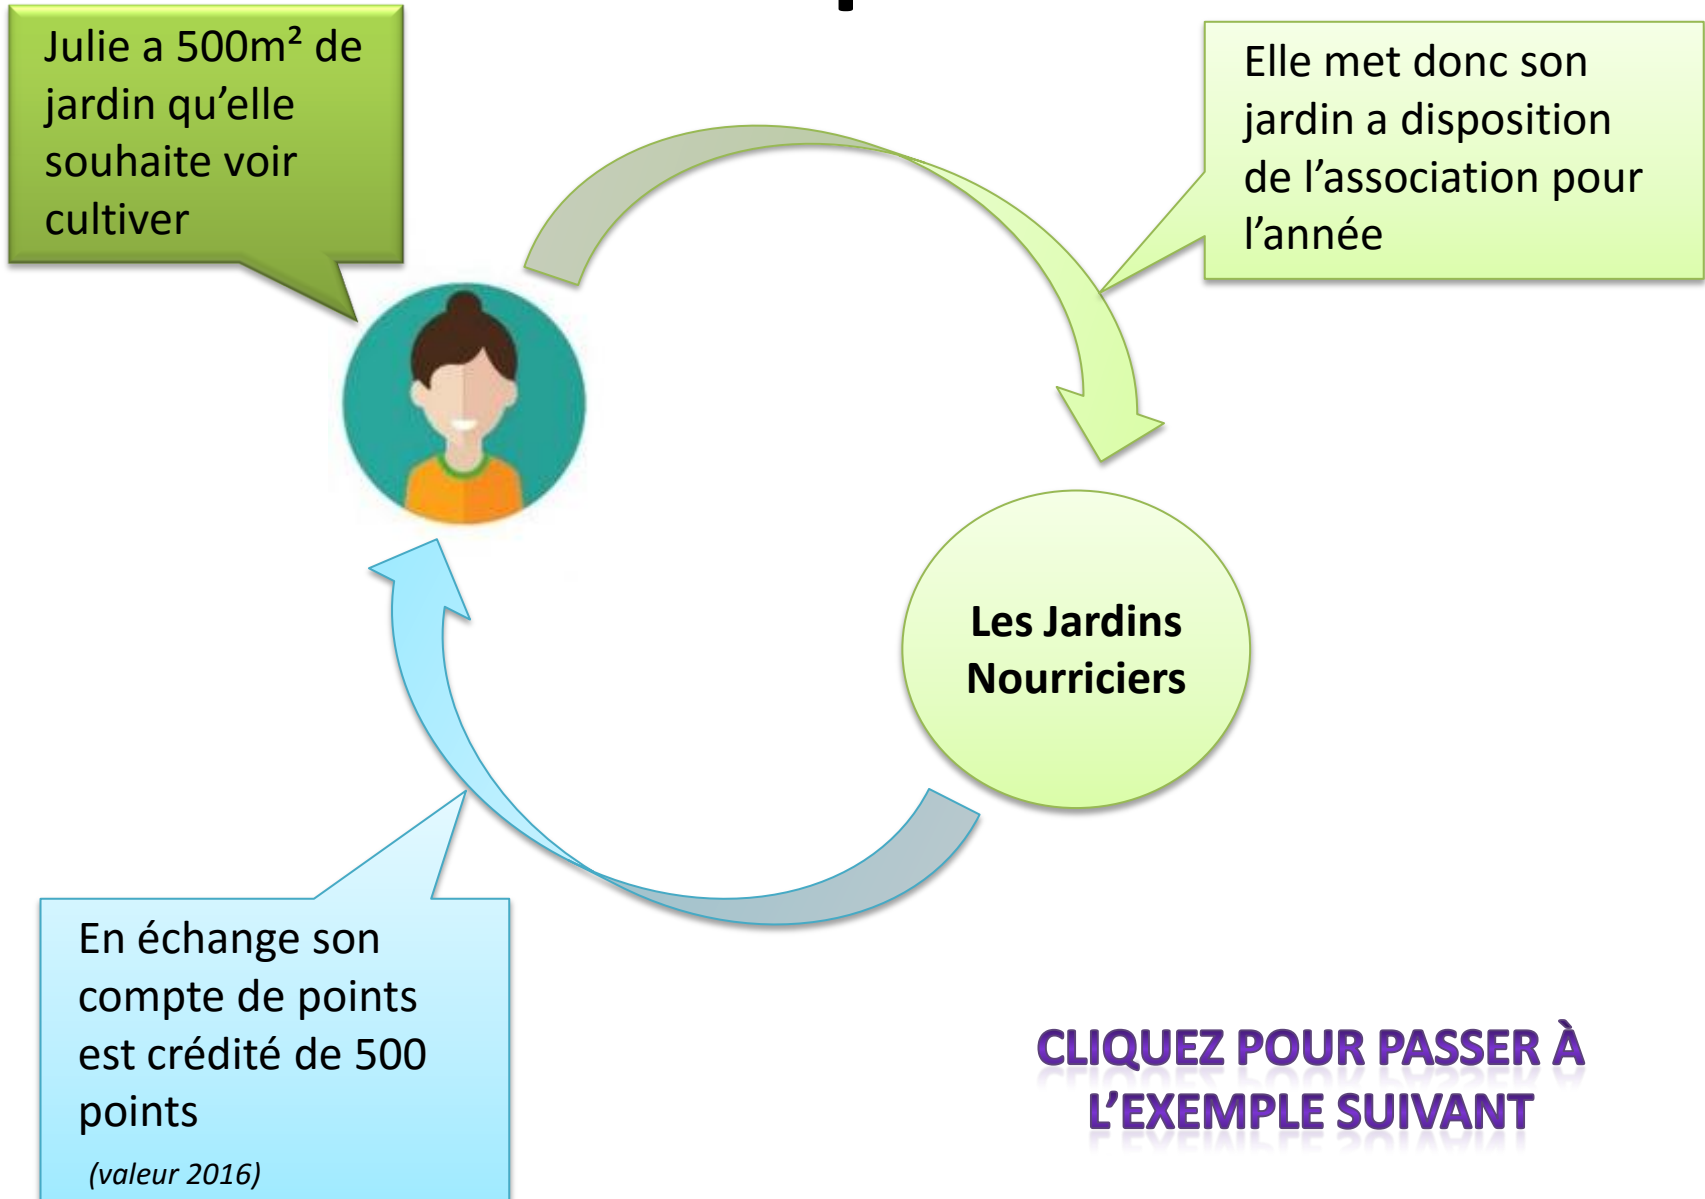 Julie a 500m² de
jardin qu’elle
souhaite voir
cultiver
Elle met donc son
jardin a disposition
de l’association pour
l’année
Les Jardins
Nourriciers
En échange son
compte de points
est crédité de 500
points
(valeur 2016)
CLIQUEZ POUR PASSER À
L’EXEMPLE SUIVANT